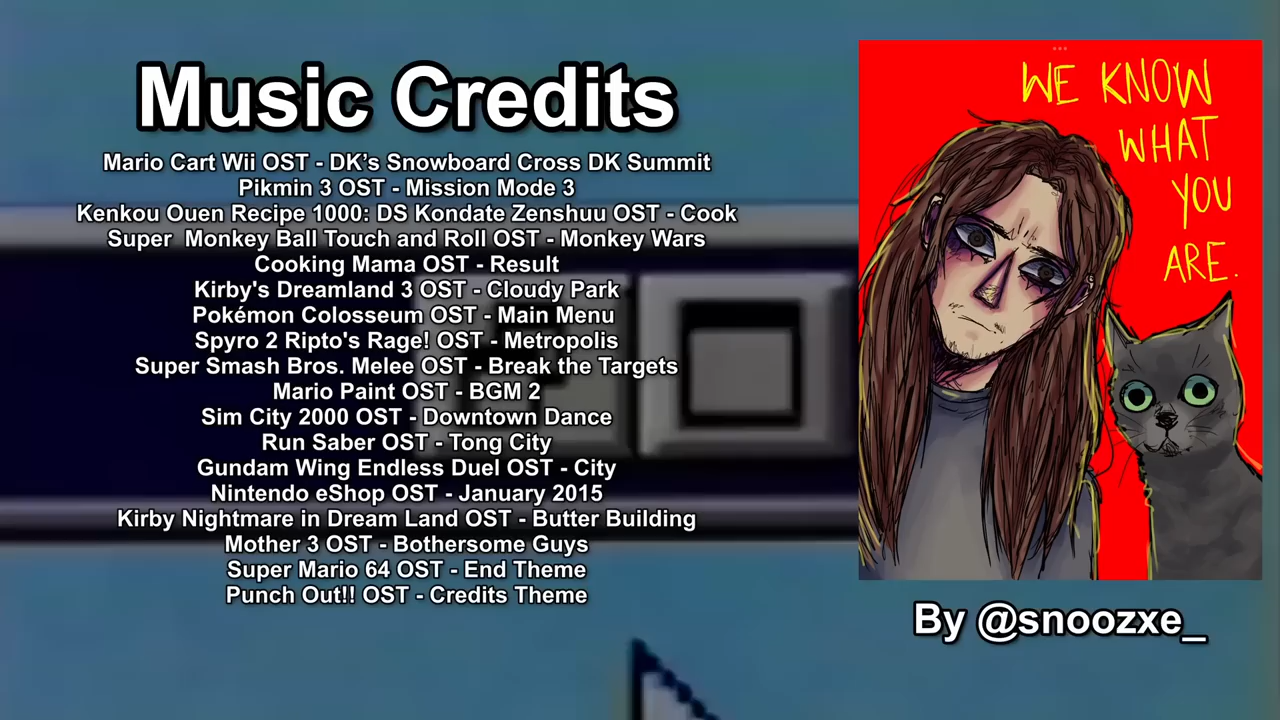 Music Credits
Mario Cart Wii OST - DK's Snowboard Cross DK Summit
Pikmin 3 OST - Mission Mode 3
Kenkou Ouen Recipe 1000: DS Kondate Zenshuu OST - Cook
Super  Monkey Ball Touch and Roll OST - Monkey Wars
Cooking Mama OST - Result
Kirby's Dreamland 3 OST - Cloudy Park
Pokémon Colosseum OST - Main Menu
Spyro 2 Ripto's Rage! OST - Metropolis
Super Smash Bros. Melee OST - Break the Targets
Mario Paint OST - BGM 2
Sim City 2000 OST - Downtown Dance
Run Saber OST - Tong City
Gundam Wing Endless Duel OST - City
Nintendo eShop OST - January 2015
Kirby Nightmare in Dream Land OST - Butter Building
Mother 3 OST - Bothersome Guys
Super Mario 64 OST - End Theme
Punch Out!! OST - Credits Theme
WE KNOW
WHAT
YOU
ARE.
By @snoozxe_